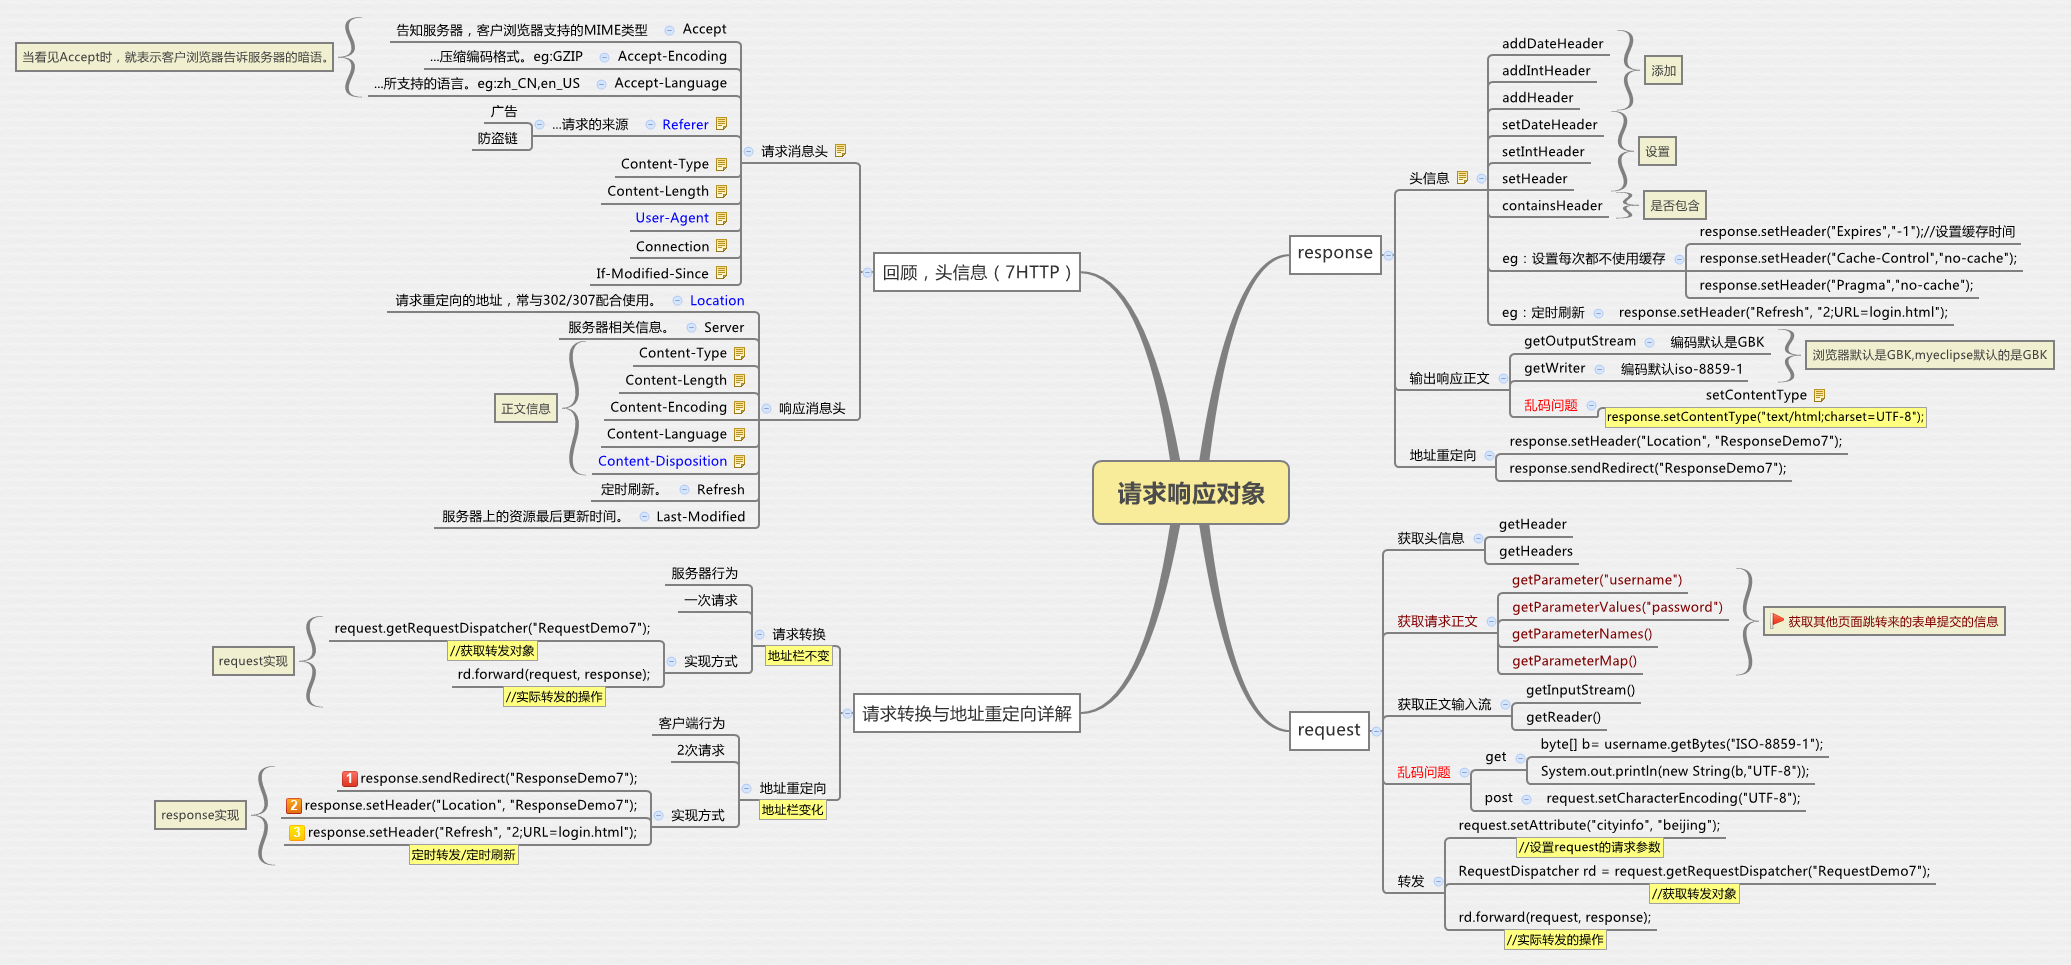 请求响应对象
回顾，头信息（7HTTP）
请求消息头
告知服务器，客户浏览器支持的MIME类型 Accept
...压缩编码格式。eg:GZIP Accept-Encoding
...所支持的语言。eg:zh_CN,en_US Accept-Language
当看见Accept时，就表示客户浏览器告诉服务器的暗语。
广告
防盗链
...请求的来源 Referer
Content-Type
Content-Length
User-Agent
Connection
If-Modified-Since
响应消息头
请求重定向的地址，常与302/307配合使用。 Location
服务器相关信息。 Server
Content-Type
Content-Length
Content-Encoding
Content-Language
Content-Disposition
正文信息
定时刷新。 Refresh
服务器上的资源最后更新时间。 Last-Modified
请求转换与地址重定向详解
请求转换
地址栏不变
服务器行为
一次请求
实现方式
request.getRequestDispatcher("RequestDemo7");
//获取转发对象
rd.forward(request, response);
//实际转发的操作
request实现
地址重定向
地址栏变化
客户端行为
2次请求
实现方式
1 response.sendRedirect("ResponseDemo7");
2 response.setHeader("Location", "ResponseDemo7");
3 response.setHeader("Refresh", "2;URL=login.html");
定时转发/定时刷新
response实现
response
头信息
addDateHeader
addIntHeader
addHeader
添加
setDateHeader
setIntHeader
setHeader
设置
containsHeader
是否包含
eg：设置每次都不使用缓存
response.setHeader("Expires","-1");//设置缓存时间
response.setHeader("Cache-Control","no-cache");
response.setHeader("Pragma","no-cache");
eg：定时刷新 response.setHeader("Refresh", "2;URL=login.html");
输出响应正文
getOutputStream 编码默认是GBK
getWriter 编码默认iso-8859-1
浏览器默认是GBK,myeclipse默认的是GBK
乱码问题
setContentType
response.setContentType("text/html;charset=UTF-8");
地址重定向
response.setHeader("Location", "ResponseDemo7");
response.sendRedirect("ResponseDemo7");
request
获取头信息
getHeader
getHeaders
获取请求正文
getParameter("username")
getParameterValues("password")
getParameterNames()
getParameterMap()
获取其他页面跳转来的表单提交的信息
获取正文输入流
getInputStream()
getReader()
乱码问题
get
byte[] b= username.getBytes("ISO-8859-1");
System.out.println(new String(b,"UTF-8"));
post request.setCharacterEncoding("UTF-8");
转发
request.setAttribute("cityinfo", "beijing");
//设置request的请求参数
RequestDispatcher rd = request.getRequestDispatcher("RequestDemo7");
//获取转发对象
rd.forward(request, response);
//实际转发的操作